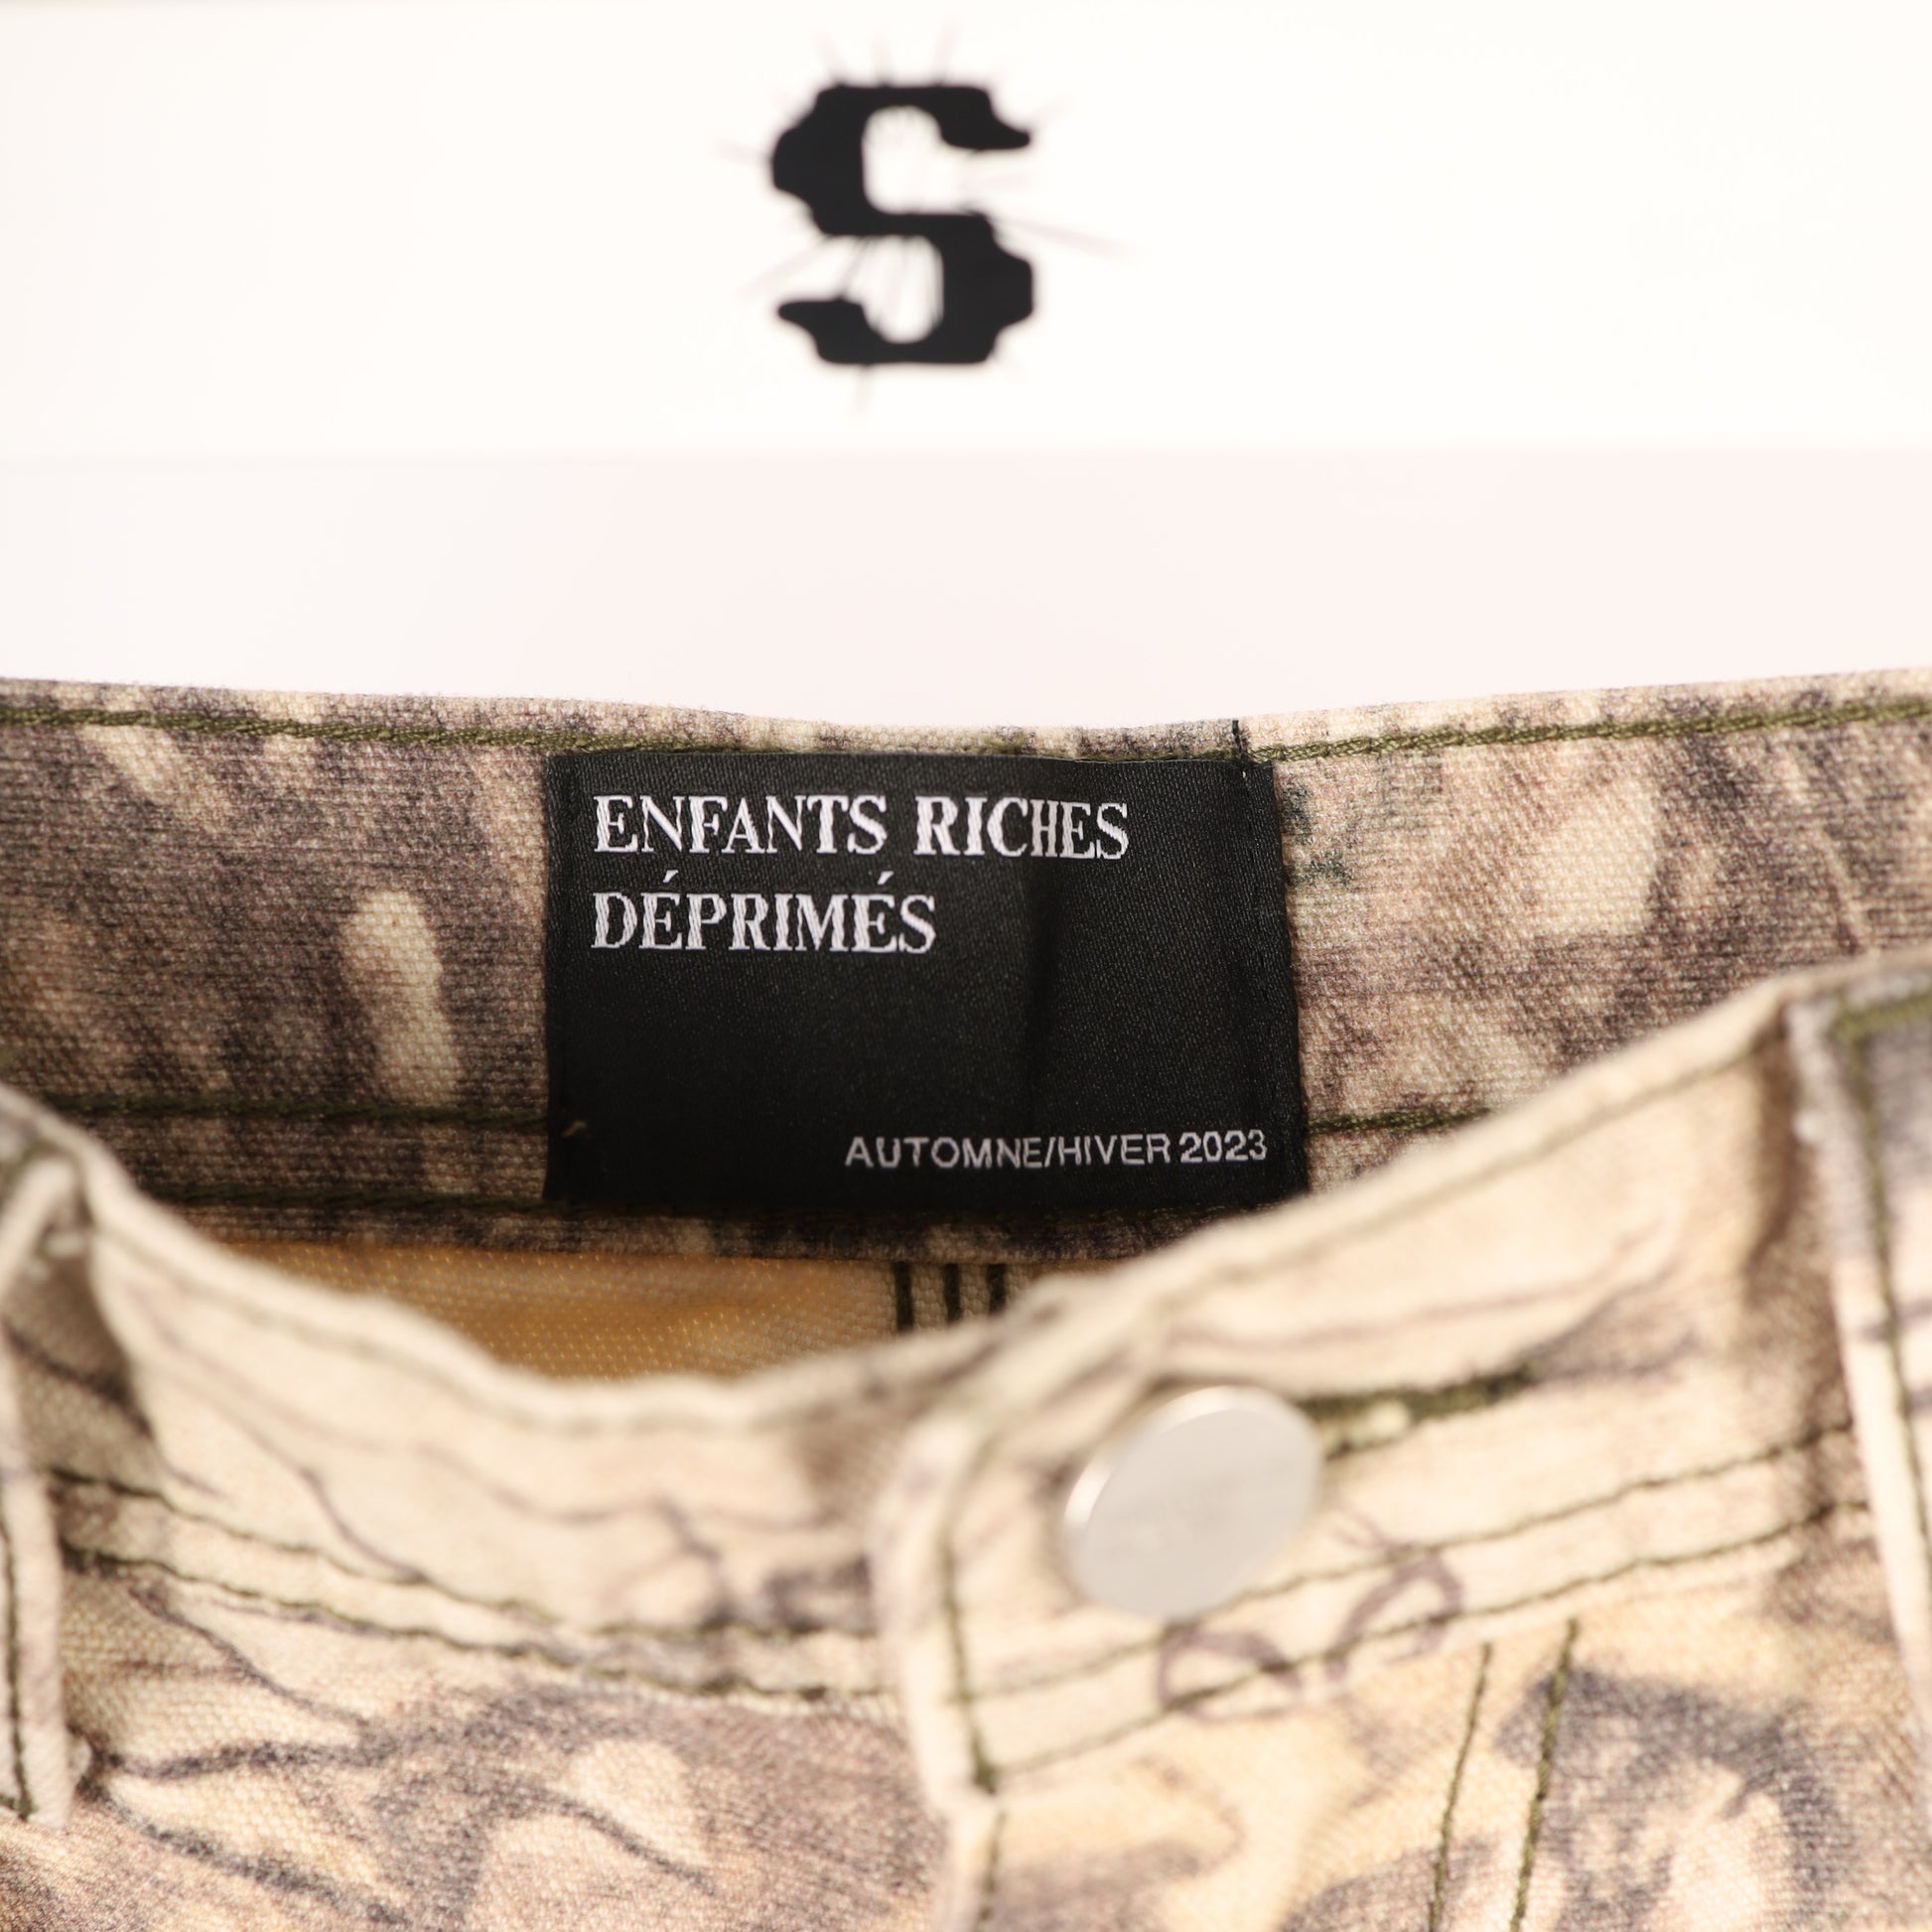 S
ENFANTS RICHES
DÉPRIMÉS
AUTOMNE/HIVER 2023